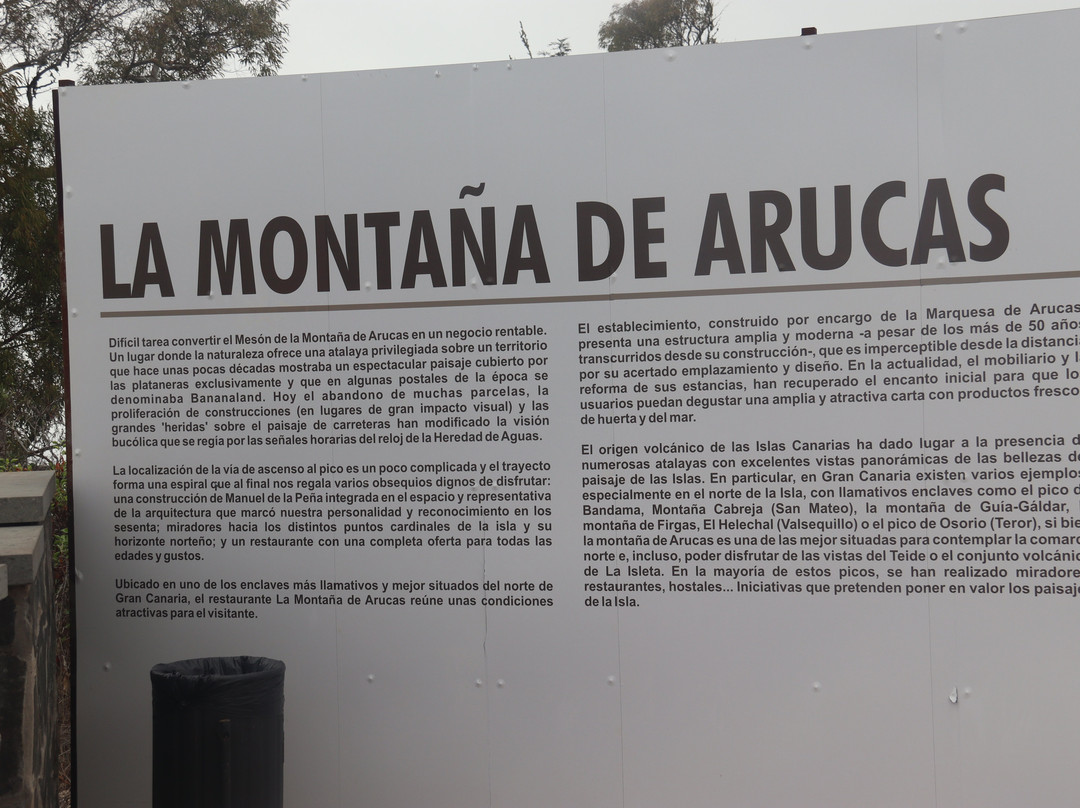 LA MONTAÑA DE ARUCAS
Difícil tarea convertir el Mesón de la Montaña de Arucas en un negocio rentable.
Un lugar donde la naturaleza ofrece una atalaya privilegiada sobre un territorio
que hace unas pocas décadas mostraba un espectacular paisaje cubierto por
las plataneras exclusivamente y que en algunas postales de la época se
denominaba Bananaland. Hoy el abandono de muchas parcelas, la
proliferación de construcciones (en lugares de gran impacto visual) y las
grandes 'heridas' sobre el paisaje de carreteras han modificado la visión
bucólica que se regía por las señales horarias del reloj de la Heredad de Aguas.
La localización de la vía de ascenso al pico es un poco complicada y el trayecto
forma una espiral que al final nos regala varios obsequios dignos de disfrutar:
una construcción de Manuel de la Peña integrada en el espacio y representativa
de la arquitectura que marcó nuestra personalidad y reconocimiento en los
sesenta; miradores hacia los distintos puntos cardinales de la isla y su
horizonte norteño; y un restaurante con una completa oferta para todas las
edades y gustos.
Ubicado en uno de los enclaves más llamativos y mejor situados del norte de
Gran Canaria, el restaurante La Montaña de Arucas reúne unas condiciones
atractivas para el visitante.
El establecimiento, construido por encargo de la Marquesa de Arucas
presenta una estructura amplia y moderna -a pesar de los más de 50 años
transcurridos desde su construcción-, que es imperceptible desde la distancia
por su acertado emplazamiento y diseño. En la actualidad, el mobiliario y l
reforma de sus estancias, han recuperado el encanto inicial para que lo
usuarios puedan degustar una amplia y atractiva carta con productos fresco
de huerta y del mar.
El origen volcánico de las Islas Canarias ha dado lugar a la presencia d
numerosas atalayas con excelentes vistas panorámicas de las bellezas de
paisaje de las Islas. En particular, en Gran Canaria existen varios ejemplos
especialmente en el norte de la Isla, con llamativos enclaves como el pico d
Bandama, Montaña Cabreja (San Mateo), la montaña de Guía-Gáldar,
montaña de Firgas, El Helechal (Valsequillo) o el pico de Osorio (Teror), si bie
la montaña de Arucas es una de las mejor situadas para contemplar la comarc
norte e, incluso, poder disfrutar de las vistas del Teide o el conjunto volcánic
de La Isleta. En la mayoría de estos picos, se han realizado miradore
restaurantes, hostales... Iniciativas que pretenden poner en valor los paisaje
de la Isla.